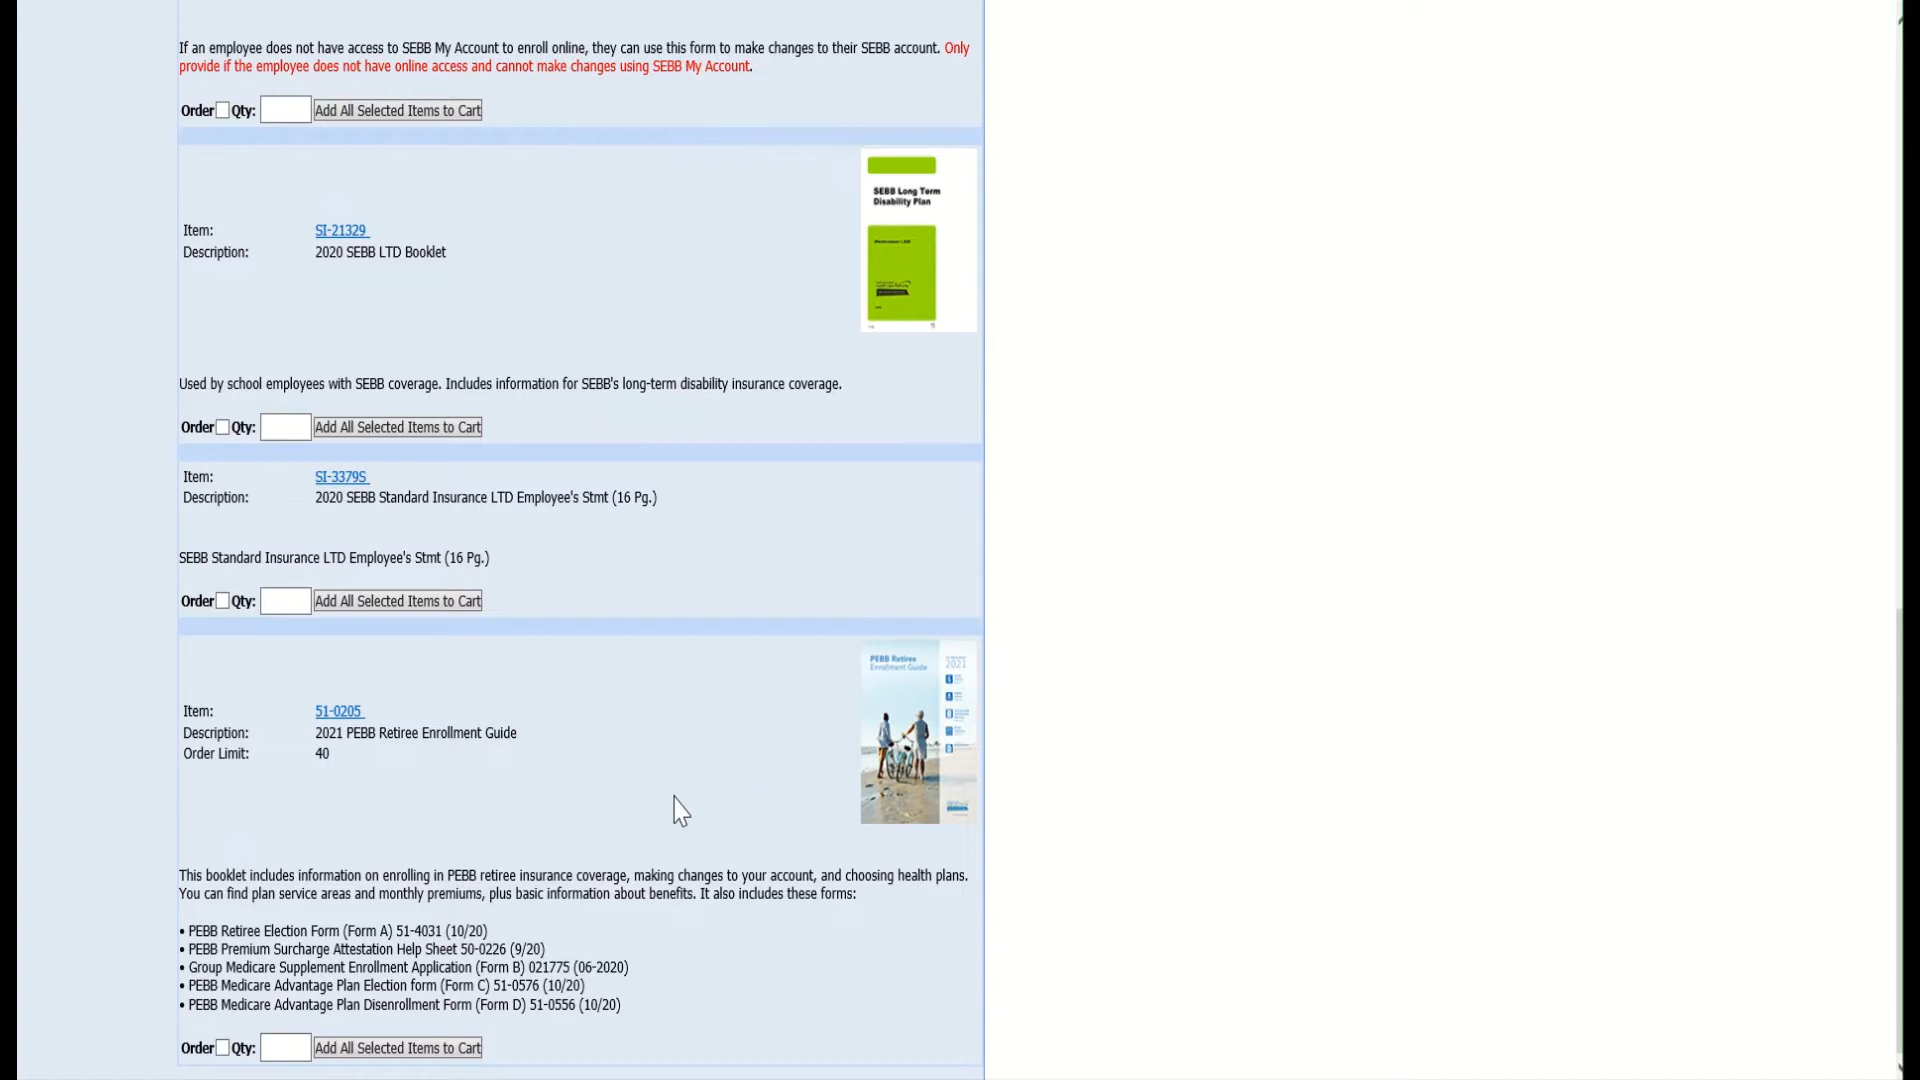 If an employee does not have access to SEBB My Account to enroll online, they can use this form to make changes to their SEBB account. Only
provide if the employee does not have online access and cannot make changes using SEBB My Account.
Order Qty: Add All Selected Items to Cart
SEBB Long Term
Disability Plan
Item: SI-21329
Description: 2020 SEBB LTD Booklet
Used by school employees with SEBB coverage. Includes information for SEBB's long-term disability insurance coverage.
Order Qty: Add All Selected Items to Cart
Item: SI-3379S
Description: 2020 SEBB Standard Insurance LTD Employee's Stmt (16 Pg.)
SEBB Standard Insurance LTD Employee's Stmt (16 Pg.)
Order Qty: Add All Selected Items to Cart
PEBB Retiree
Enrollment Guide
2021
Item: 51-0205
Description: 2021 PEBB Retiree Enrollment Guide
Order Limit: 40
This booklet includes information on enrolling in PEBB retiree insurance coverage, making changes to your account, and choosing health plans.
You can find plan service areas and monthly premiums, plus basic information about benefits. It also includes these forms:
• PEBB Retiree Election Form (Form A) 51-4031 (10/20)
• PEBB Premium Surcharge Attestation Help Sheet 50-0226 (9/20)
• Group Medicare Supplement Enrollment Application (Form B) 021775 (06-2020)
• PEBB Medicare Advantage Plan Election form (Form C) 51-0576 (10/20)
• PEBB Medicare Advantage Plan Disenrollment Form (Form D) 51-0556 (10/20)
Order Qty: Add All Selected Items to Cart